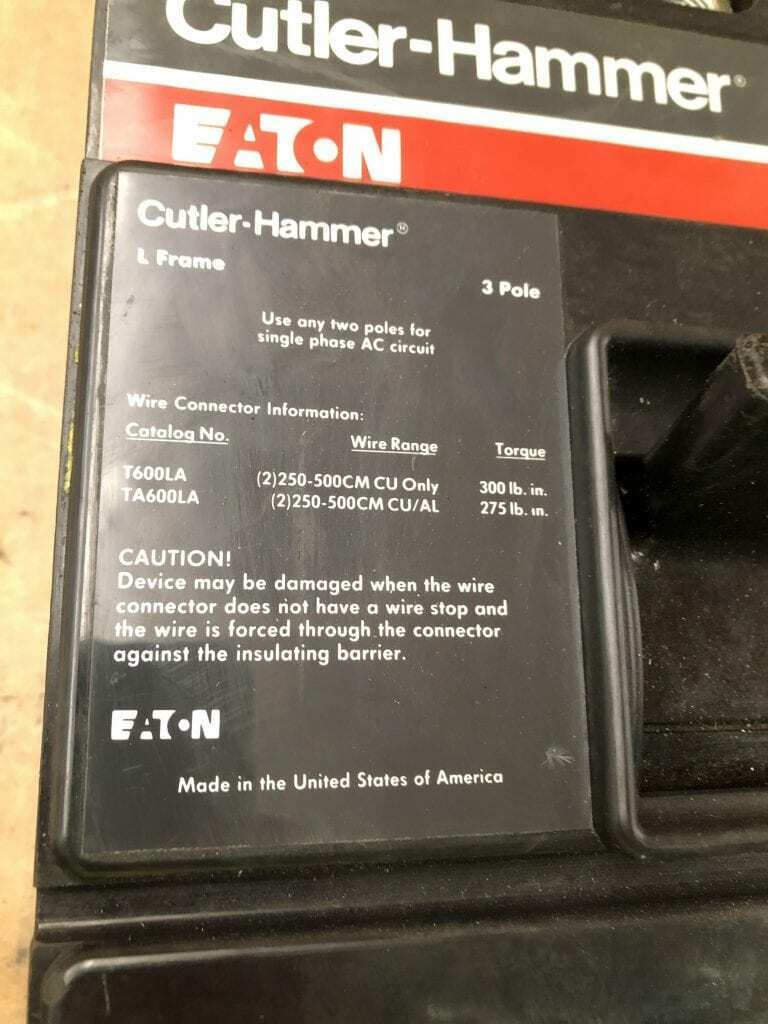 Cutler-Hammer®
EATON
Cutler-Hammer®
L Frame
3 Pole
Use any two poles for
single phase AC circuit
Wire Connector Information:
Catalog No. Wire Range Torque
T600LA (2)250-500CM CU Only 300 lb. in.
TA600LA (2)250-500CM CU/AL 275 lb. in.
CAUTION!
Device may be damaged when the wire
connector does not have a wire stop and
the wire is forced through the connector
against the insulating barrier.
EATON
Made in the United States of America